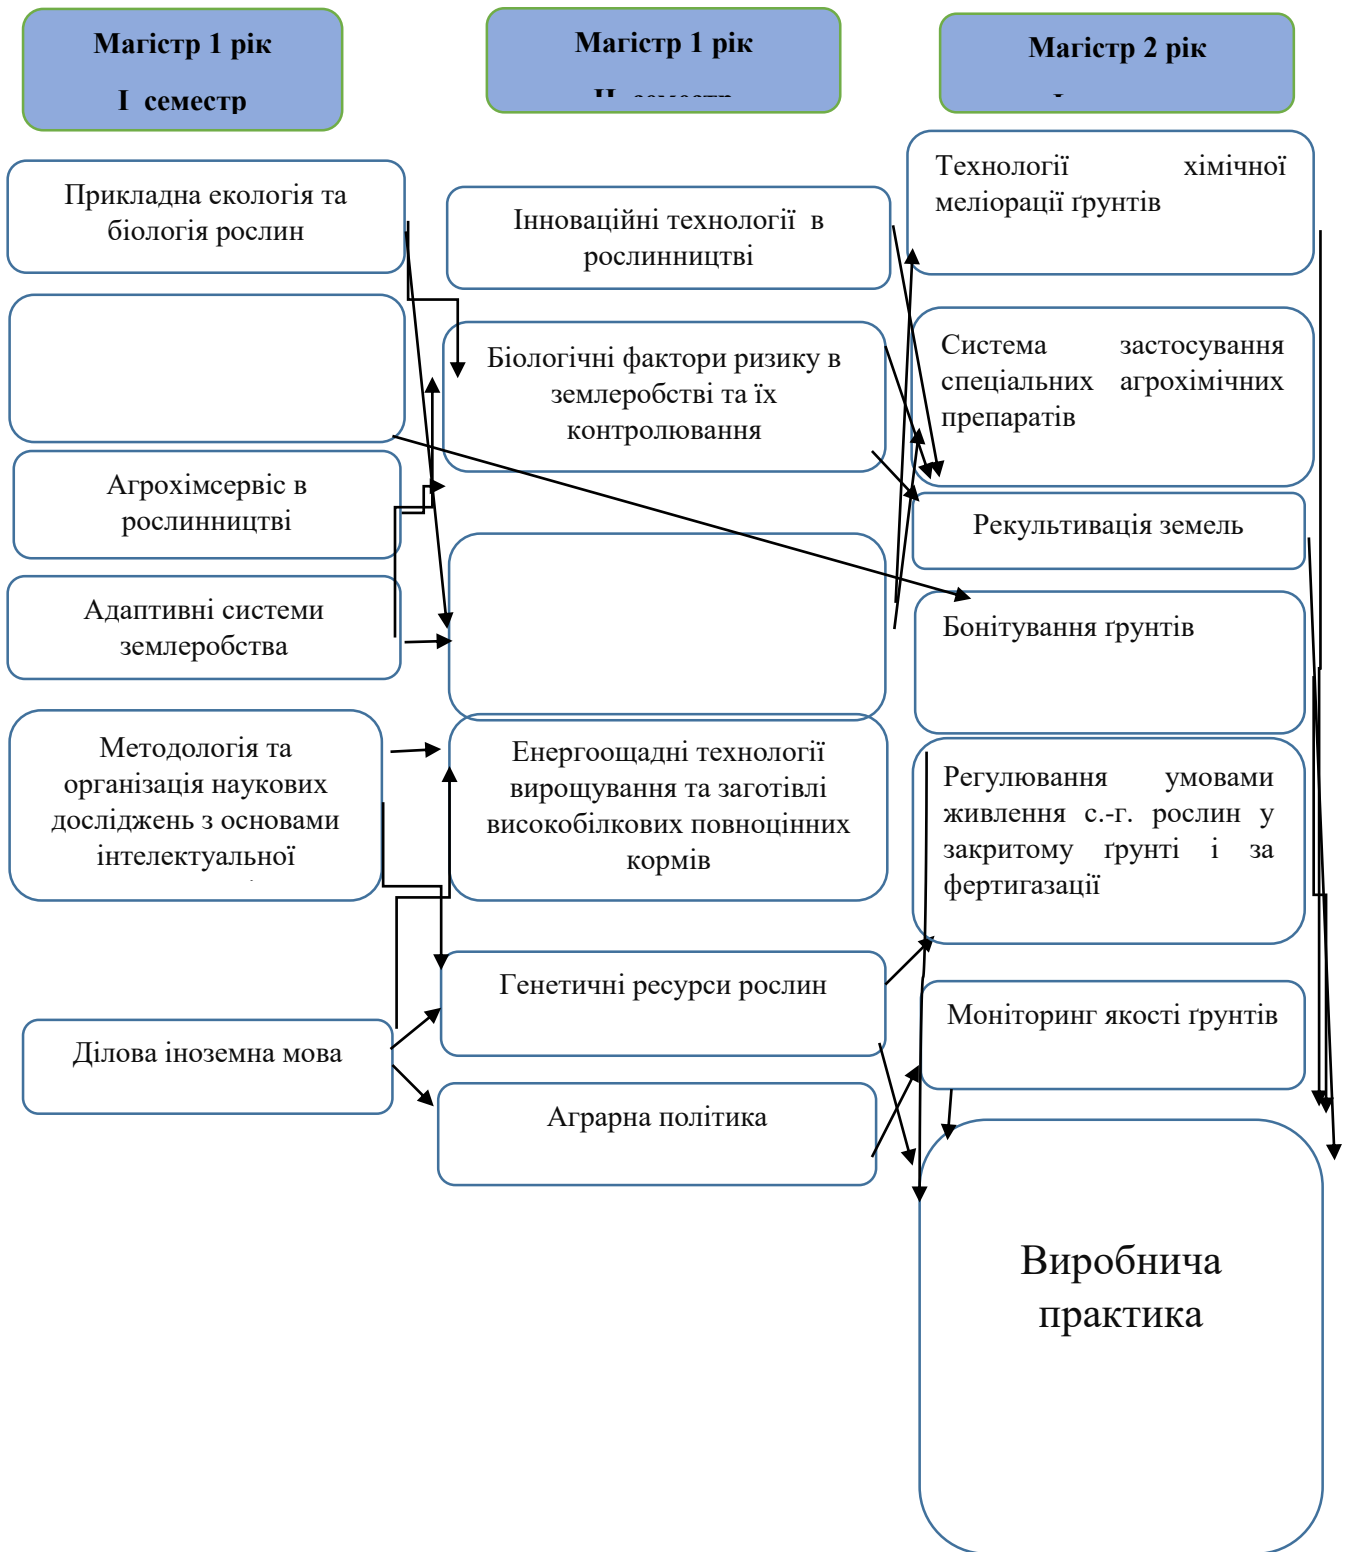 Магістр 1 рік
І семестр
Прикладна екологія та
біологія рослин
Агрохімсервіс в
рослинництві
Адаптивні системи
землеробства
Методологія та
організація наукових
досліджень з основами
інтелектуальної
Ділова іноземна мова
Магістр 1 рік
ІІ семестр
Інноваційні технології в
рослинництві
Біологічні фактори ризику в
землеробстві та їх
контролювання
Енергоощадні технології
вирощування та заготівлі
високобілкових повноцінних
кормів
Генетичні ресурси рослин
Аграрна політика
Магістр 2 рік
Технології хімічної
меліорації ґрунтів
Система застосування
спеціальних агрохімічних
препаратів
Рекультивація земель
Бонітування ґрунтів
Регулювання умовами
живлення с.-г. рослин у
закритому ґрунті і за
фертигазації
Моніторинг якості ґрунтів
Виробнича
практика